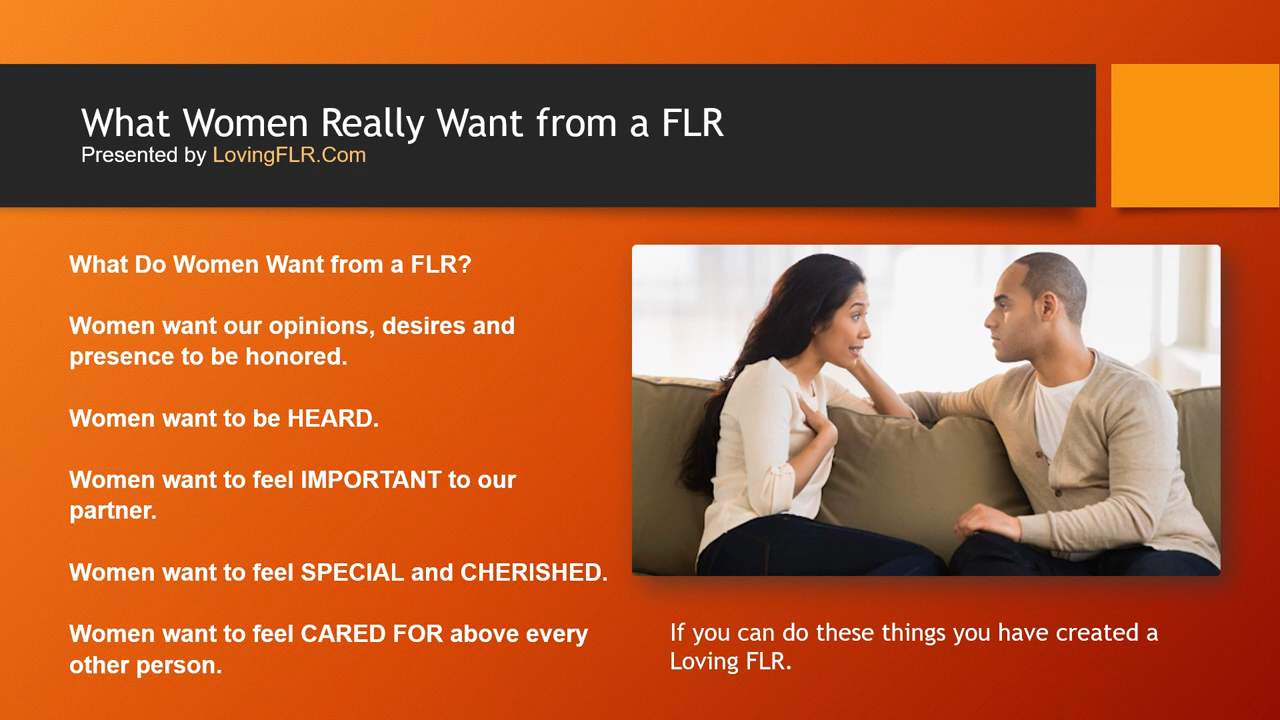 What Women Really Want from a FLR
Presented by LovingFLR.Com
What Do Women Want from a FLR?
Women want our opinions, desires and
presence to be honored.
Women want to be HEARD.
Women want to feel IMPORTANT to our
partner.
Women want to feel SPECIAL and CHERISHED.
Women want to feel CARED FOR above every
other person.
If you can do these things you have created a
Loving FLR.